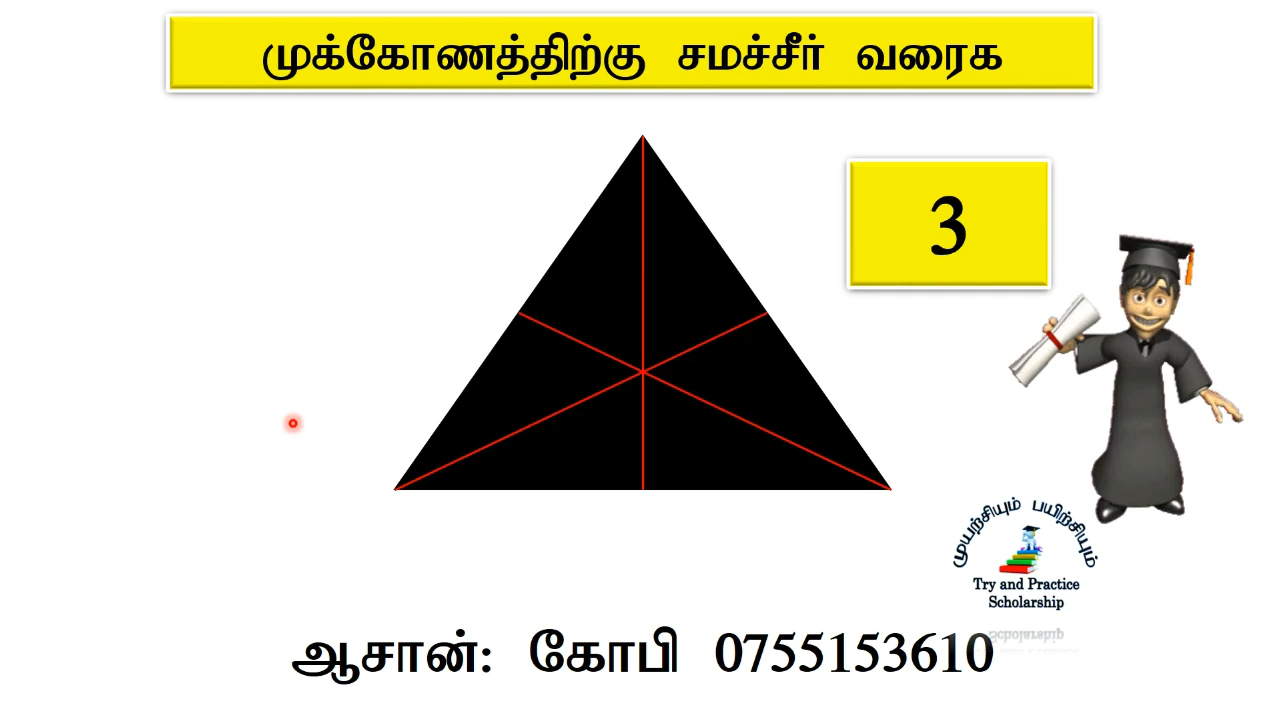 முக்கோணத்திற்கு சமச்சீர் வரைக
3
முயற்சியும் பயிற்சியும்
Try and Practice
Scholarship
ஆசான்: கோபி 0755153610